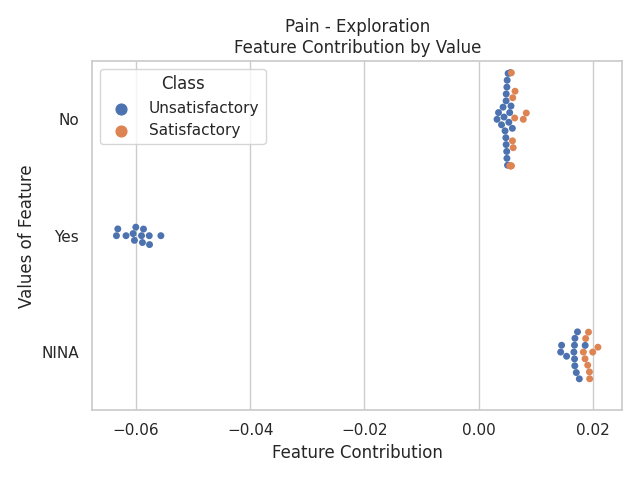 Pain - Exploration
Feature Contribution by Value
Class
Unsatisfactory
Satisfactory
No
Yes
NINA
Values of Feature
−0.06 −0.04 −0.02 0.00 0.02
Feature Contribution